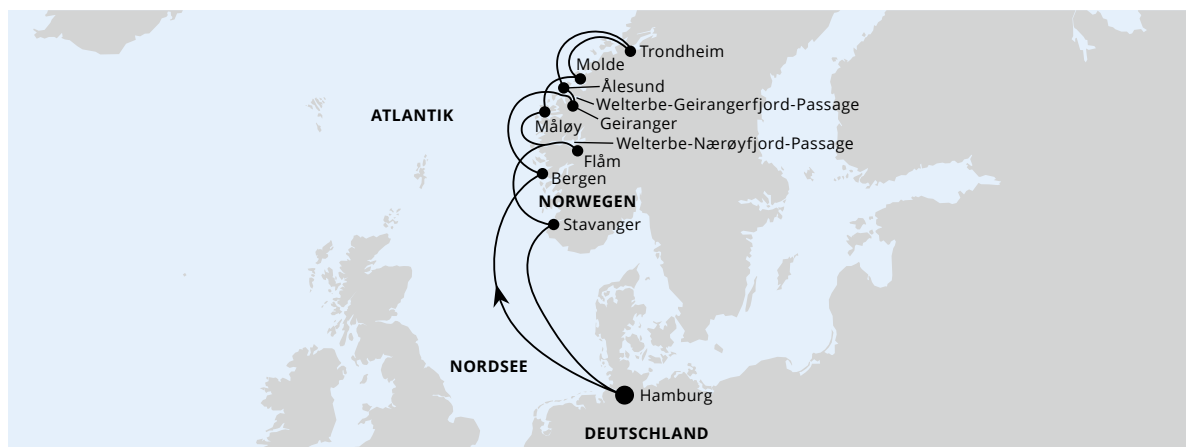 Trondheim
Molde
Ålesund
Welterbe-Geirangerfjord-Passage
ATLANTIK
Geiranger
Måløy
Welterbe-Nærøyfjord-Passage
Flåm
Bergen
NORWEGEN
Stavanger
NORDSEE
Hamburg
DEUTSCHLAND